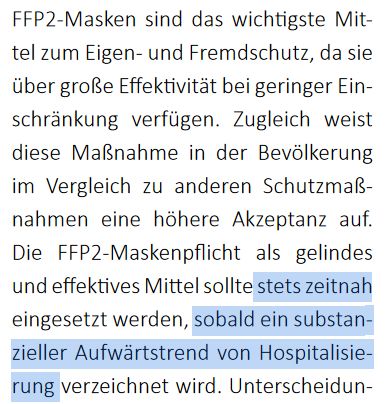 FFP2-Masken sind das wichtigste Mit-
tel zum Eigen- und Fremdschutz, da sie
über große Effektivität bei geringer Ein-
schränkung verfügen. Zugleich weist
diese Maßnahme in der Bevölkerung
im Vergleich zu anderen Schutzmaß-
nahmen eine höhere Akzeptanz auf.
Die FFP2-Maskenpflicht als gelindes
und effektives Mittel sollte stets zeitnah
eingesetzt werden, sobald ein substan-
zieller Aufwärtstrend von Hospitalisie-
rung verzeichnet wird. Unterscheidun-